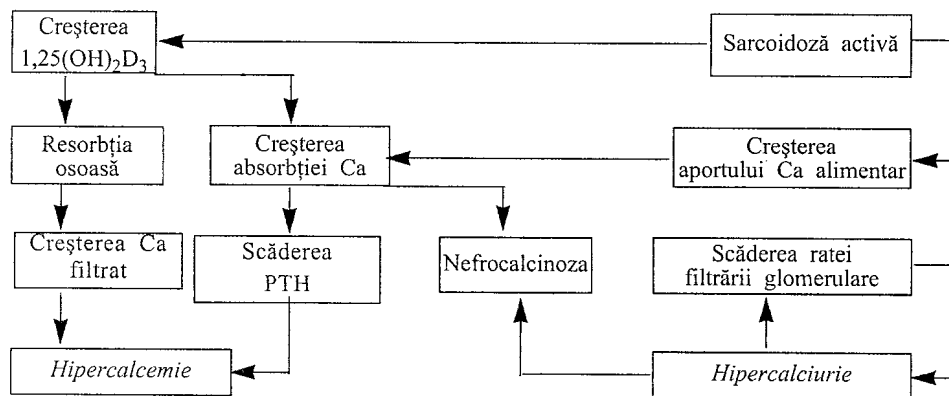 Creşterea
1,25(OH)₂D₃
Sarcoidoză activă
Resorbţia
osoasă
Creşterea
absorbţiei Ca
Creşterea
aportului Ca alimentar
Creşterea Ca
filtrat
Scăderea
PTH
Nefrocalcinoza
Scăderea ratei
filtrării glomerulare
Hipercalcemie
Hipercalciurie